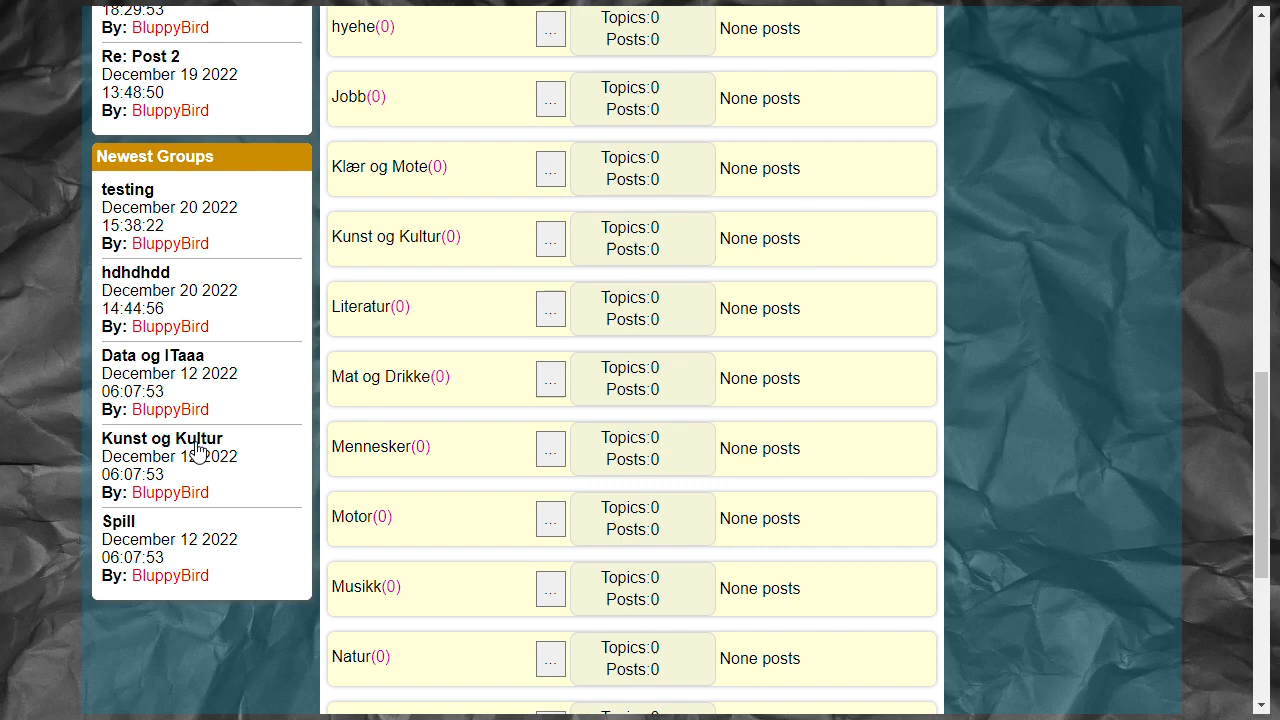 18:29:53
By: BluppyBird
Re: Post 2
December 19 2022
13:48:50
By: BluppyBird
Newest Groups
testing
December 20 2022
15:38:22
By: BluppyBird
hdhdhdd
December 20 2022
14:44:56
By: BluppyBird
Data og ITaaa
December 12 2022
06:07:53
By: BluppyBird
Kunst og Kultur
December 12 2022
06:07:53
By: BluppyBird
Spill
December 12 2022
06:07:53
By: BluppyBird
hyehe(0) ... Topics:0 None posts
Posts:0
Jobb(0) ... Topics:0 None posts
Posts:0
Klær og Mote(0) ... Topics:0 None posts
Posts:0
Kunst og Kultur(0) ... Topics:0 None posts
Posts:0
Literatur(0) ... Topics:0 None posts
Posts:0
Mat og Drikke(0) ... Topics:0 None posts
Posts:0
Mennesker(0) ... Topics:0 None posts
Posts:0
Motor(0) ... Topics:0 None posts
Posts:0
Musikk(0) ... Topics:0 None posts
Posts:0
Natur(0) ... Topics:0 None posts
Posts:0